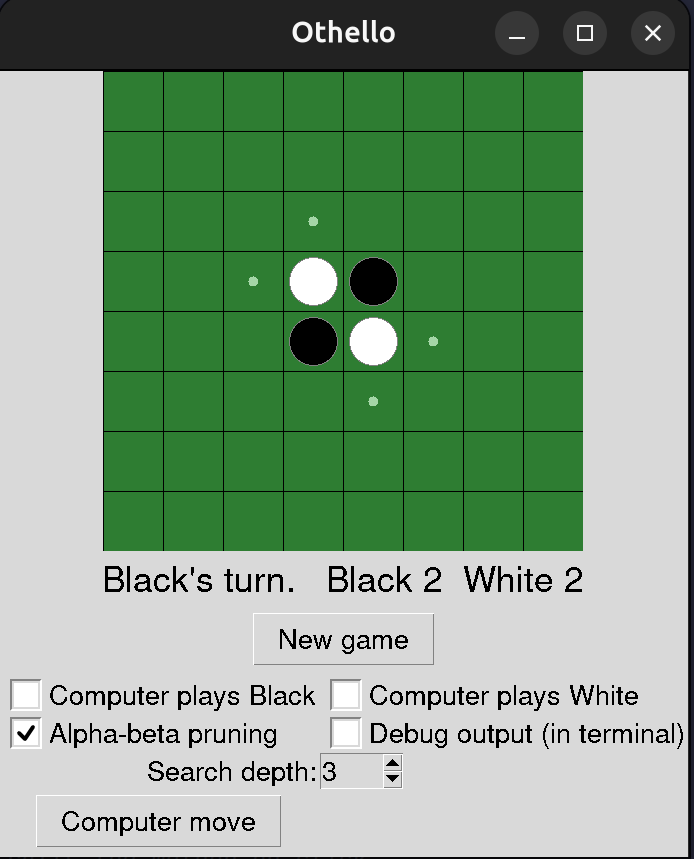 Othello
Black's turn.   Black 2  White 2
New game
Computer plays Black  Computer plays White
Alpha-beta pruning  Debug output (in terminal)
Search depth: 3
Computer move